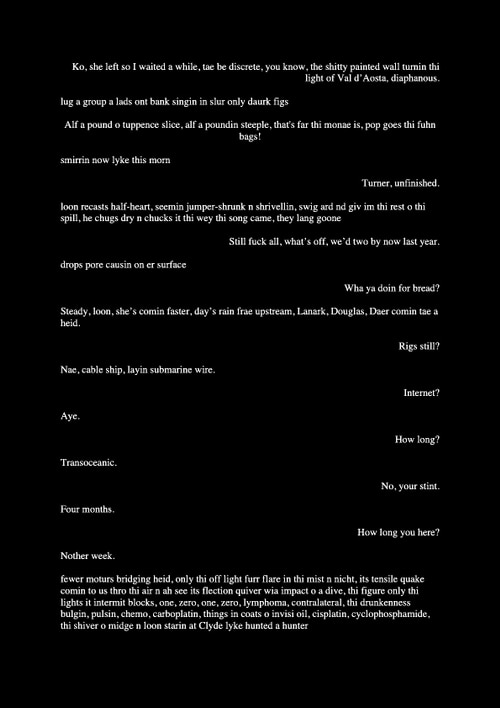 Ko, she left so I waited a while, tae be discrete, you know, the shitty painted wall turnin thi
light of Val d’Aosta, diaphanous.
lug a group a lads ont bank singin in slur only daurk figs
Alf a pound o tuppence slice, alf a poundin steeple, that's far thi monae is, pop goes thi fuhn
bags!
smirrin now lyke this morn
Turner, unfinished.
loon recasts half-heart, seemin jumper-shrunk n shrivellin, swig ard nd giv im thi rest o thi
spill, he chugs dry n chucks it thi wey thi song came, they lang goone
Still fuck all, what’s off, we’d two by now last year.
drops pore causin on er surface
Wha ya doin for bread?
Steady, loon, she’s comin faster, day’s rain frae upstream, Lanark, Douglas, Daer comin tae a
heid.
Rigs still?
Nae, cable ship, layin submarine wire.
Internet?
Aye.
How long?
Transoceanic.
No, your stint.
Four months.
How long you here?
Nother week.
fewer moturs bridging heid, only thi off light furr flare in thi mist n nicht, its tensile quake
comin to us thro thi air n ah see its flection quiver wia impact o a dive, thi figure only thi
lights it intermit blocks, one, zero, one, zero, lymphoma, contralateral, thi drunkenness
bulgin, pulsin, chemo, carboplatin, things in coats o invisi oil, cisplatin, cyclophosphamide,
thi shiver o midge n loon starin at Clyde lyke hunted a hunter